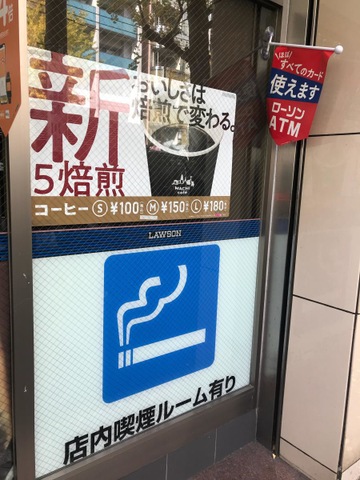 新
5焙煎
おいしさは
焙煎で変わる。
MACHI
café
コーヒー S ¥100 M ¥150 L ¥180
ほぼ
すべてのカード
使えます
ローソン
ATM
LAWSON
店内喫煙ルーム有り